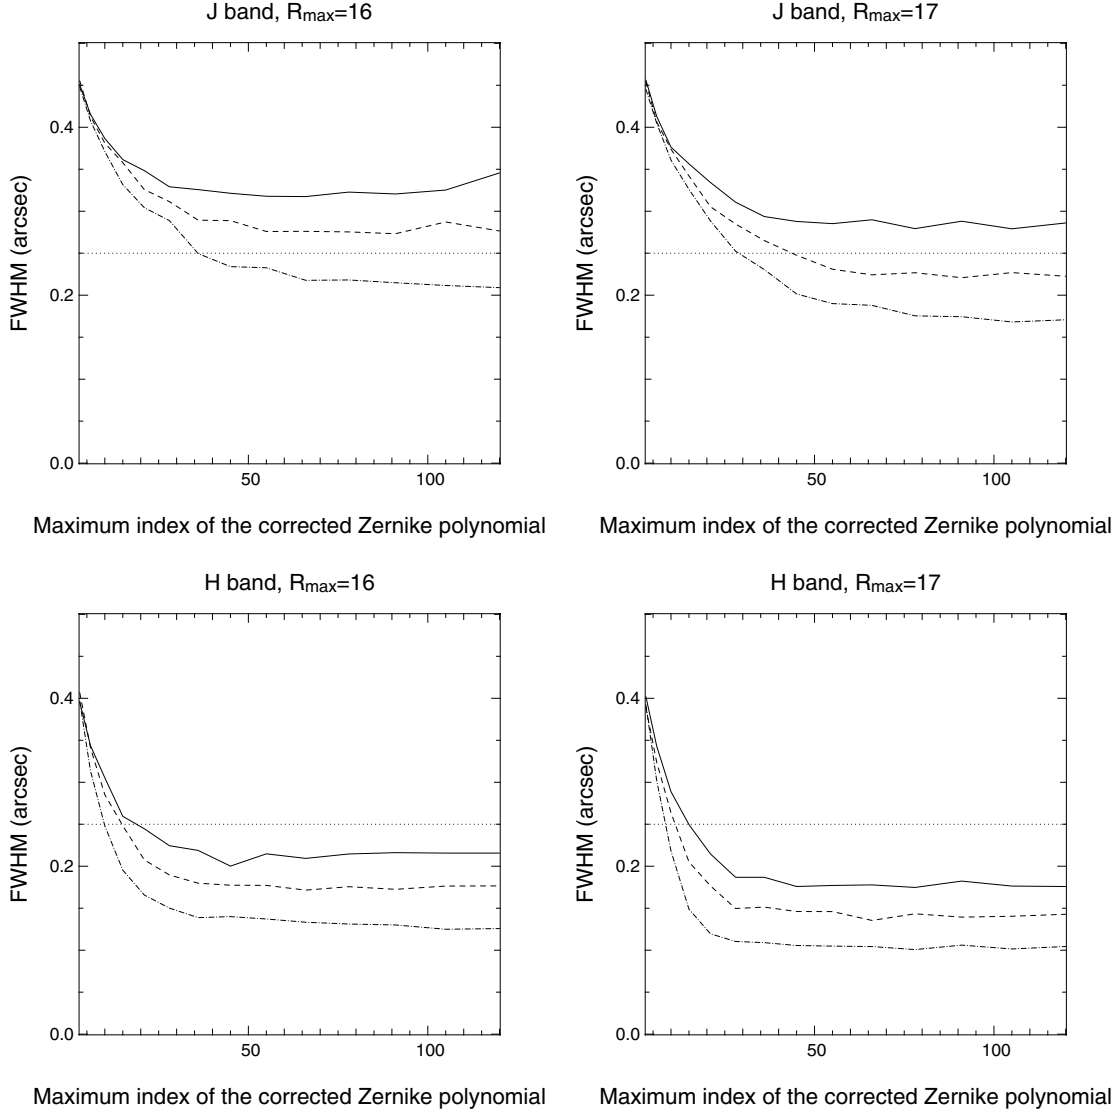 J band, Rmax=16
J band, Rmax=17
FWHM (arcsec)
0.4
0.2
0.0
50
100
Maximum index of the corrected Zernike polynomial
FWHM (arcsec)
0.4
0.2
0.0
50
100
Maximum index of the corrected Zernike polynomial
H band, Rmax=16
H band, Rmax=17
FWHM (arcsec)
0.4
0.2
0.0
50
100
Maximum index of the corrected Zernike polynomial
FWHM (arcsec)
0.4
0.2
0.0
50
100
Maximum index of the corrected Zernike polynomial